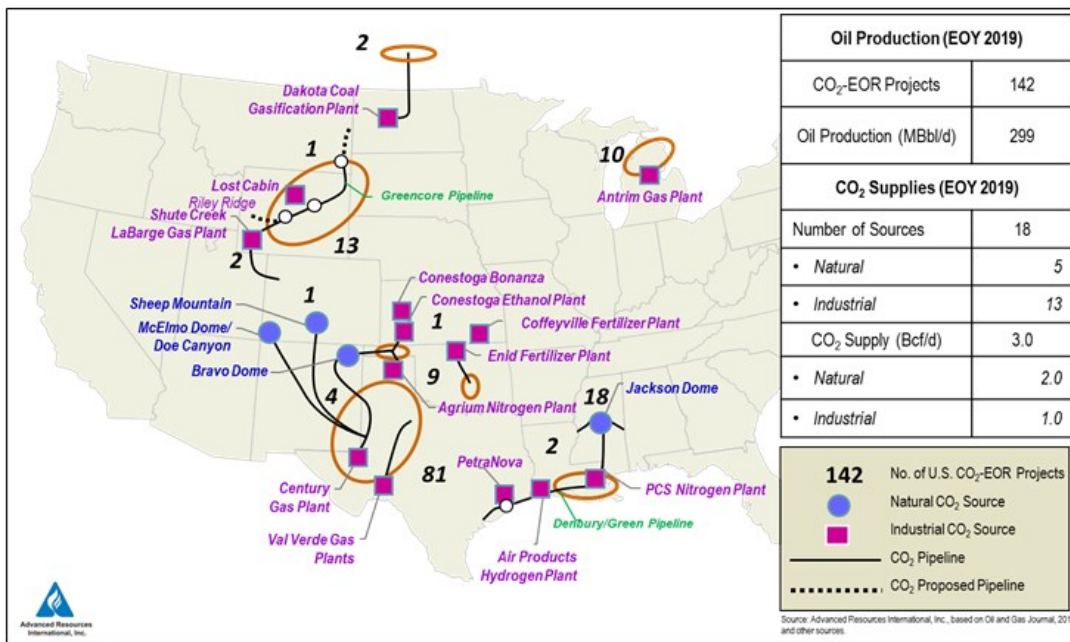 2
Dakota Coal
Gasification Plant
1
10
Lost Cabin
Riley Ridge
Greencore Pipeline
Antrim Gas Plant
Shute Creek
LaBarge Gas Plant
2
13
Conestoga Bonanza
Sheep Mountain
1
Conestoga Ethanol Plant
McElmo Dome/
Doe Canyon
1
Coffeyville Fertilizer Plant
Enid Fertilizer Plant
Bravo Dome
9
Jackson Dome
4
Agrium Nitrogen Plant
18
2
81
PetraNova
Century
Gas Plant
PCS Nitrogen Plant
Val Verde Gas
Plants
Denbury/Green Pipeline
Air Products
Hydrogen Plant
Advanced Resources
International, Inc.
Oil Production (EOY 2019)
CO2-EOR Projects 142
Oil Production (MBbl/d) 299
CO2 Supplies (EOY 2019)
Number of Sources 18
• Natural 5
• Industrial 13
CO2 Supply (Bcf/d) 3.0
• Natural 2.0
• Industrial 1.0
142 No. of U.S. CO2-EOR Projects
Natural CO2 Source
Industrial CO2 Source
CO2 Pipeline
CO2 Proposed Pipeline
Source: Advanced Resources International, Inc., based on Oil and Gas Journal,
and other sources.